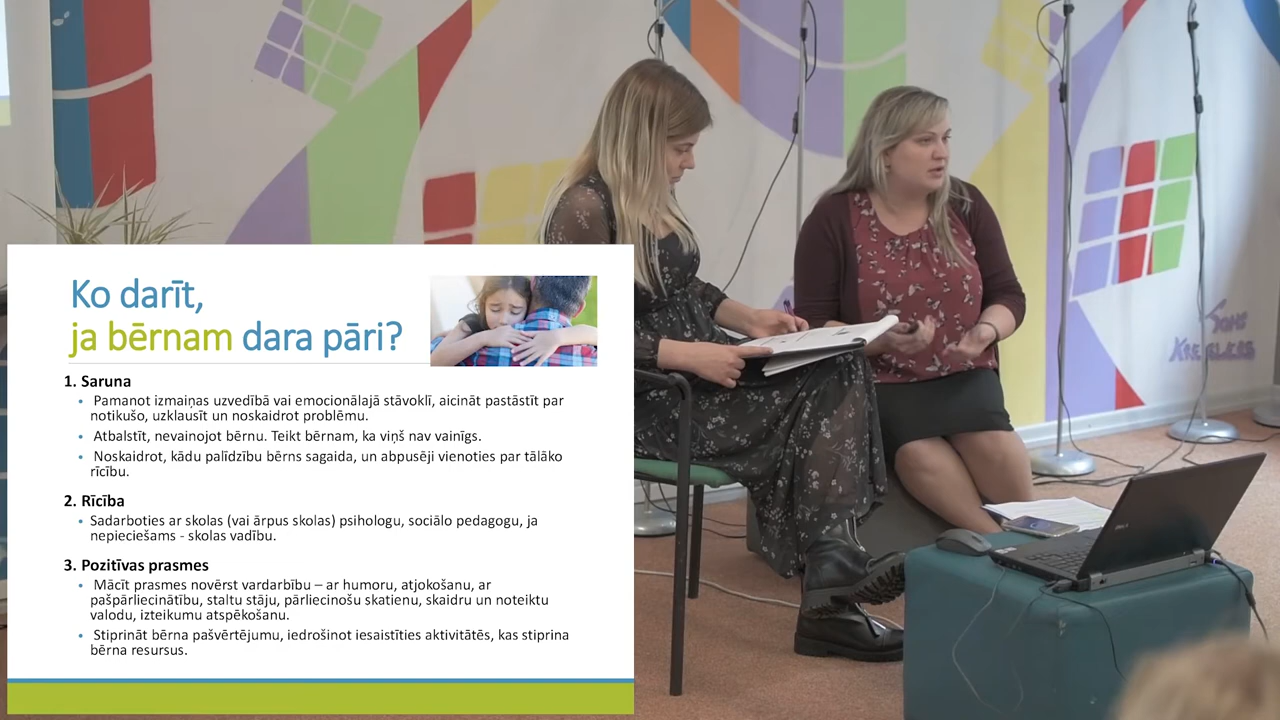 Ko darīt,
ja bērnam dara pāri?
1. Saruna
• Pamanot izmaiņas uzvedībā vai emocionālajā stāvoklī, aicināt pastāstīt par
notikušo, uzklausīt un noskaidrot problēmu.
• Atbalstīt, nevainojot bērnu. Teikt bērnam, ka viņš nav vainīgs.
• Noskaidrot, kādu palīdzību bērns sagaida, un abpusēji vienoties par tālāko
rīcību.
2. Rīcība
• Sadarboties ar skolas (vai ārpus skolas) psihologu, sociālo pedagogu, ja
nepieciešams - skolas vadību.
3. Pozitīvas prasmes
• Mācīt prasmes novērst vardarbību – ar humoru, atjokošanu, ar
pašpārliecinātību, staltu stāju, pārliecinošu skatienu, skaidru un noteiktu
valodu, izteikumu atspēkošanu.
• Stiprināt bērna pašvērtējumu, iedrošinot iesaistīties aktivitātēs, kas stiprina
bērna resursus.